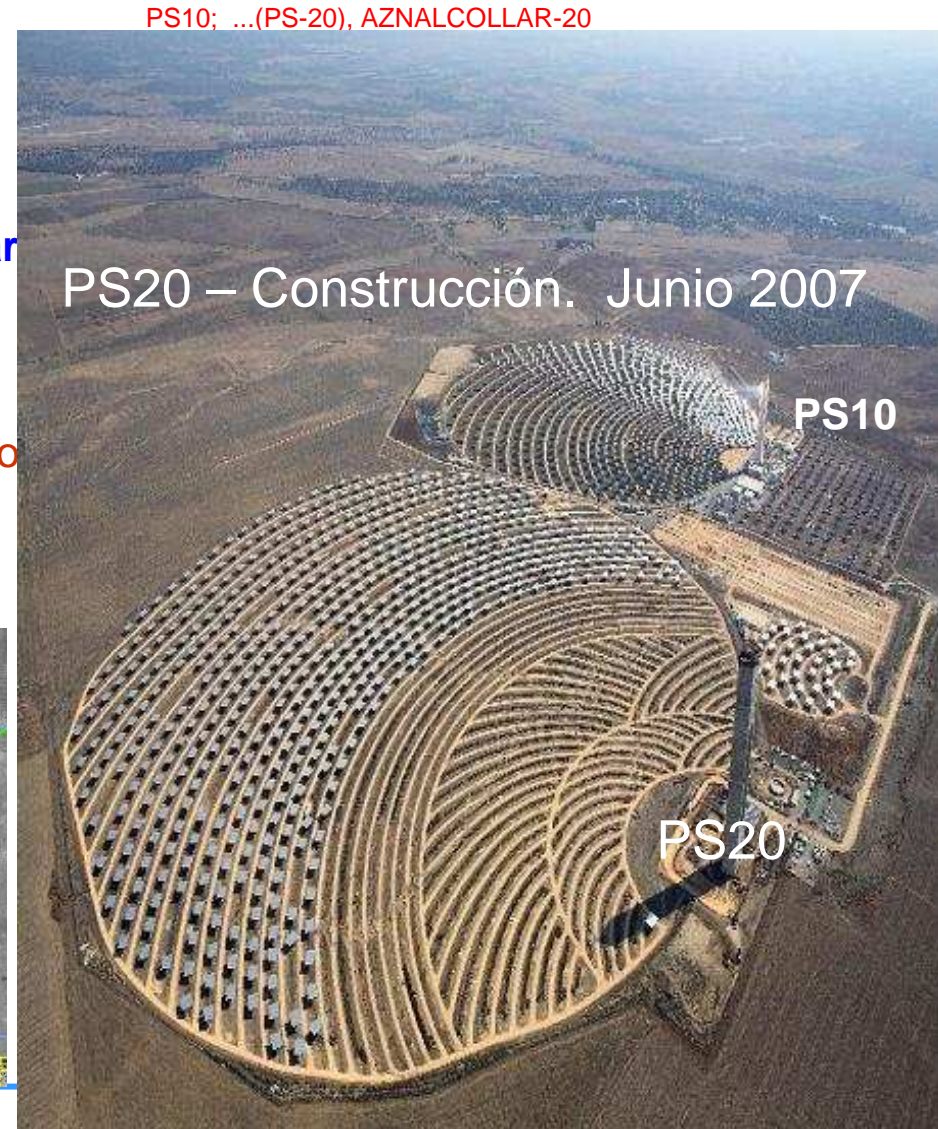 PS10; ...(PS-20), AZNALCOLLAR-20
PS20 – Construcción. Junio 2007
PS10
PS20